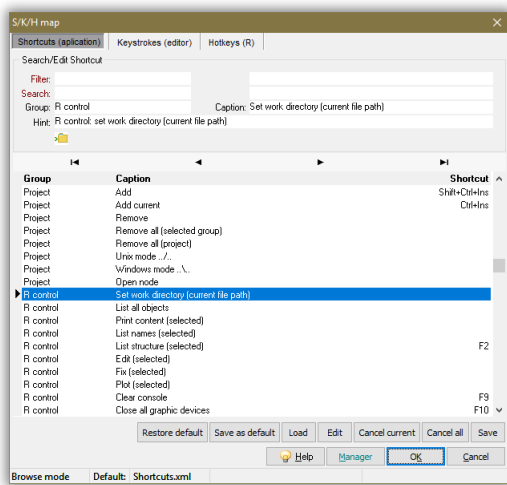 S/K/H map
Shortcuts (aplication) Keystrokes (editor) Hotkeys (R)
Search/Edit Shortcut
Filter:
Search:
Group: R control Caption: Set work directory (current file path)
Hint: R control: set work directory (current file path)
Group Caption Shortcut
Project Add Shift+Ctrl+Ins
Project Add current Ctrl+Ins
Project Remove
Project Remove all (selected group)
Project Remove all (project)
Project Unix mode ../..
Project Windows mode ..\..
Project Open node
R control Set work directory (current file path)
R control List all objects
R control Print content (selected)
R control List names (selected)
R control List structure (selected) F2
R control Edit (selected)
R control Fix (selected)
R control Plot (selected)
R control Clear console F9
R control Close all graphic devices F10
Restore default Save as default Load Edit Cancel current Cancel all Save
Help Manager OK Cancel
Browse mode Default: Shortcuts.xml